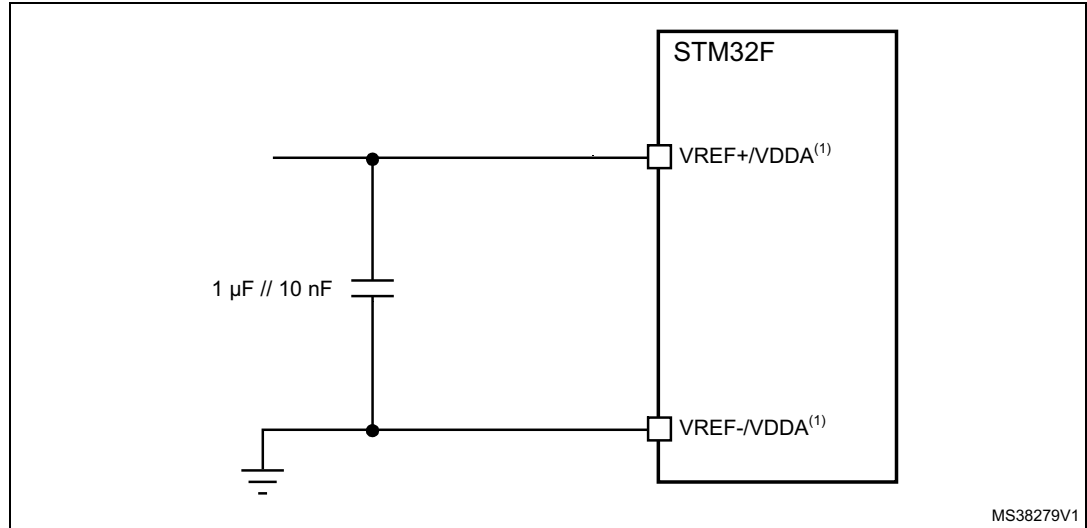 STM32F
VREF+/VDDA(1)
1 µF // 10 nF
VREF-/VDDA(1)
MS38279V1